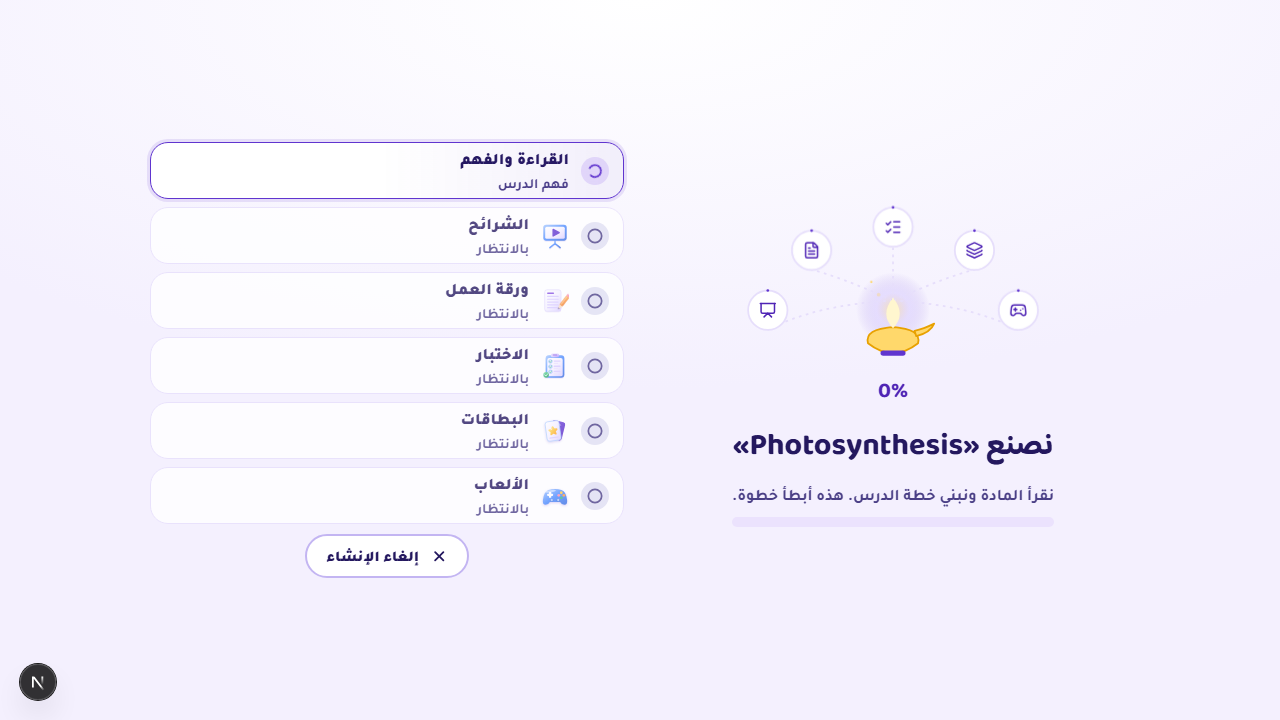 0%
نصنع «Photosynthesis»
نقرأ المادة ونبني خطة الدرس. هذه أبطأ خطوة.
القراءة والفهم
فهم الدرس
الشرائح
بالانتظار
ورقة العمل
بالانتظار
الاختبار
بالانتظار
البطاقات
بالانتظار
الألعاب
بالانتظار
إلغاء الإنشاء
N